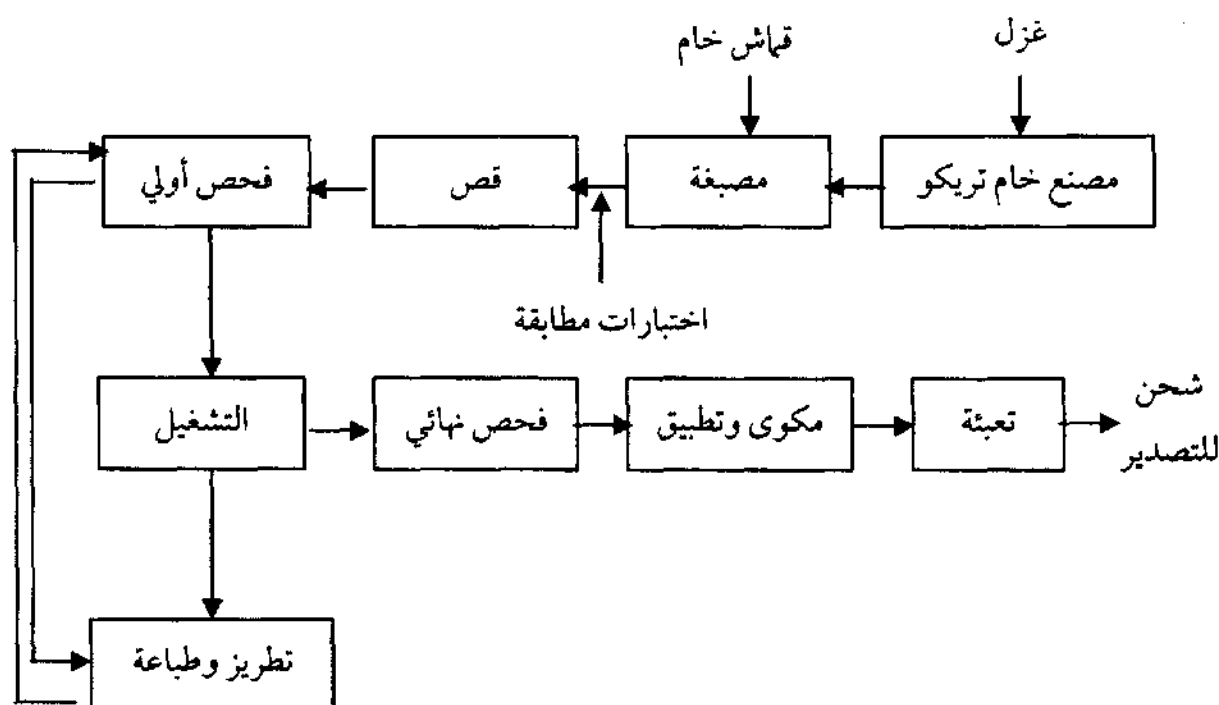 غزل
قماش خام
مصنع خام تريكو
مصبغة
قص
فحص أولي
اختبارات مطابقة
التشغيل
فحص نهائي
مكوى وتطبيق
تعبئة
شحن
للتصدير
تطريز وطباعة